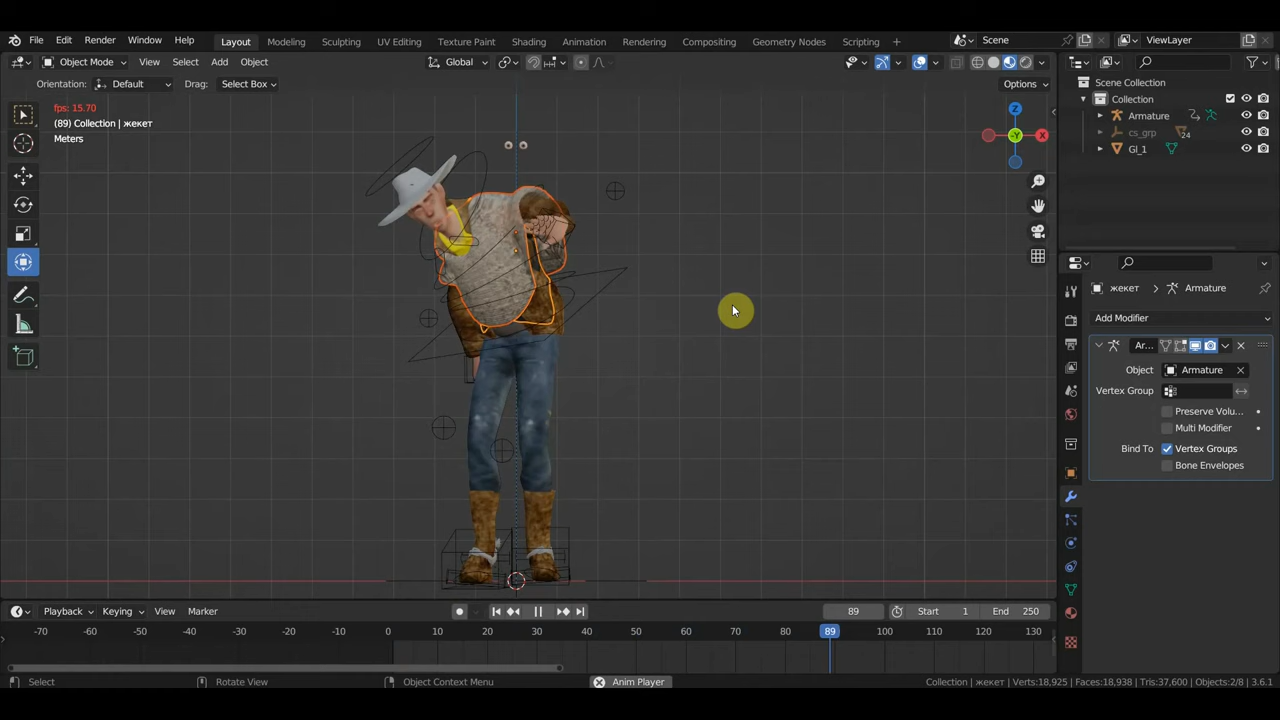 File Edit Render Window Help Layout Modeling Sculpting UV Editing Texture Paint Shading Animation Rendering Compositing Geometry Nodes Scripting + Scene ViewLayer
Object Mode View Select Add Object Global Options
Orientation: Default Drag: Select Box
fps: 15.70
(89) Collection | жекет
Meters
Z
X
-Y
Scene Collection
Collection
Armature
cs_grp 24
Gl_1
жекет > Armature
Add Modifier
Ar...
Object Armature
Vertex Group
Preserve Volu...
Multi Modifier
Bind To Vertex Groups
Bone Envelopes
Playback Keying View Marker 89 Start 1 End 250
-70 -60 -50 -40 -30 -20 -10 0 10 20 30 40 50 60 70 80 89 100 110 120 130
Select Rotate View Object Context Menu Anim Player Collection | жекет | Verts:18,925 | Faces:18,938 | Tris:37,600 | Objects:2/8 | 3.6.1